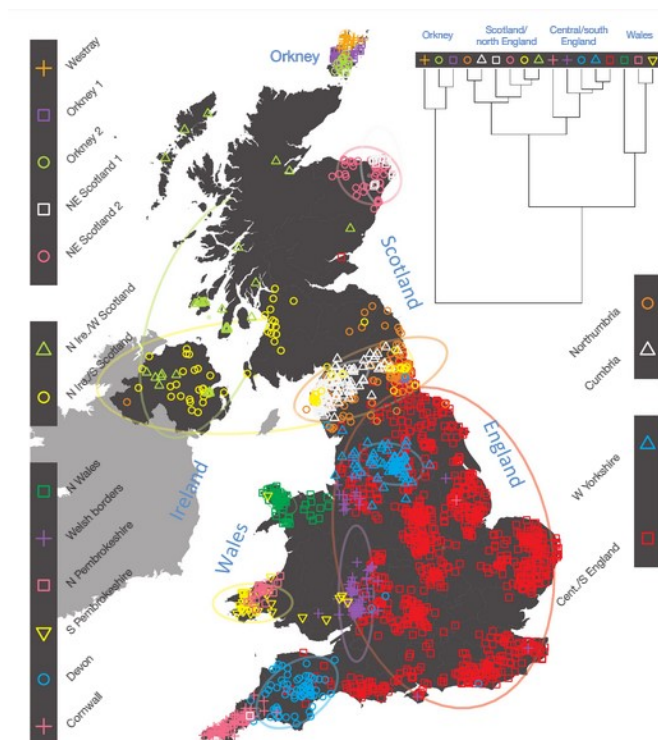 Orkney
Scotland/
north England
Central/south
England
Wales
Westray
Orkney 1
Orkney 2
NE Scotland 1
NE Scotland 2
Orkney
Scotland
N Ire./W Scotland
N Ire./S Scotland
Northumbria
Cumbria
Ireland
England
Wales
N Wales
Welsh borders
N Pembrokeshire
S Pembrokeshire
Devon
Cornwall
W Yorkshire
Cent./S England